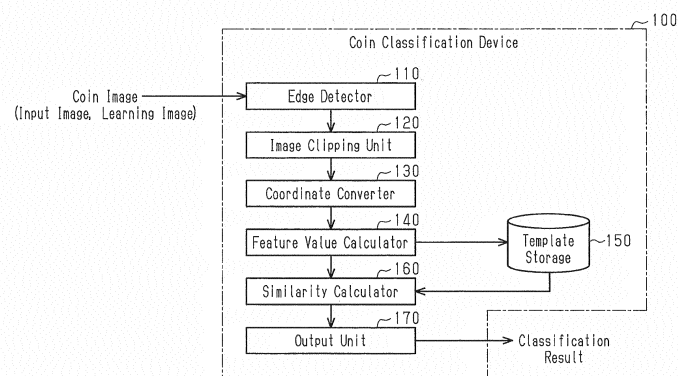 100
Coin Classification Device
110
Coin Image
(Input Image, Learning Image)
Edge Detector
120
Image Clipping Unit
130
Coordinate Converter
140
Feature Value Calculator
Template
Storage
150
160
Similarity Calculator
170
Output Unit
Classification
Result